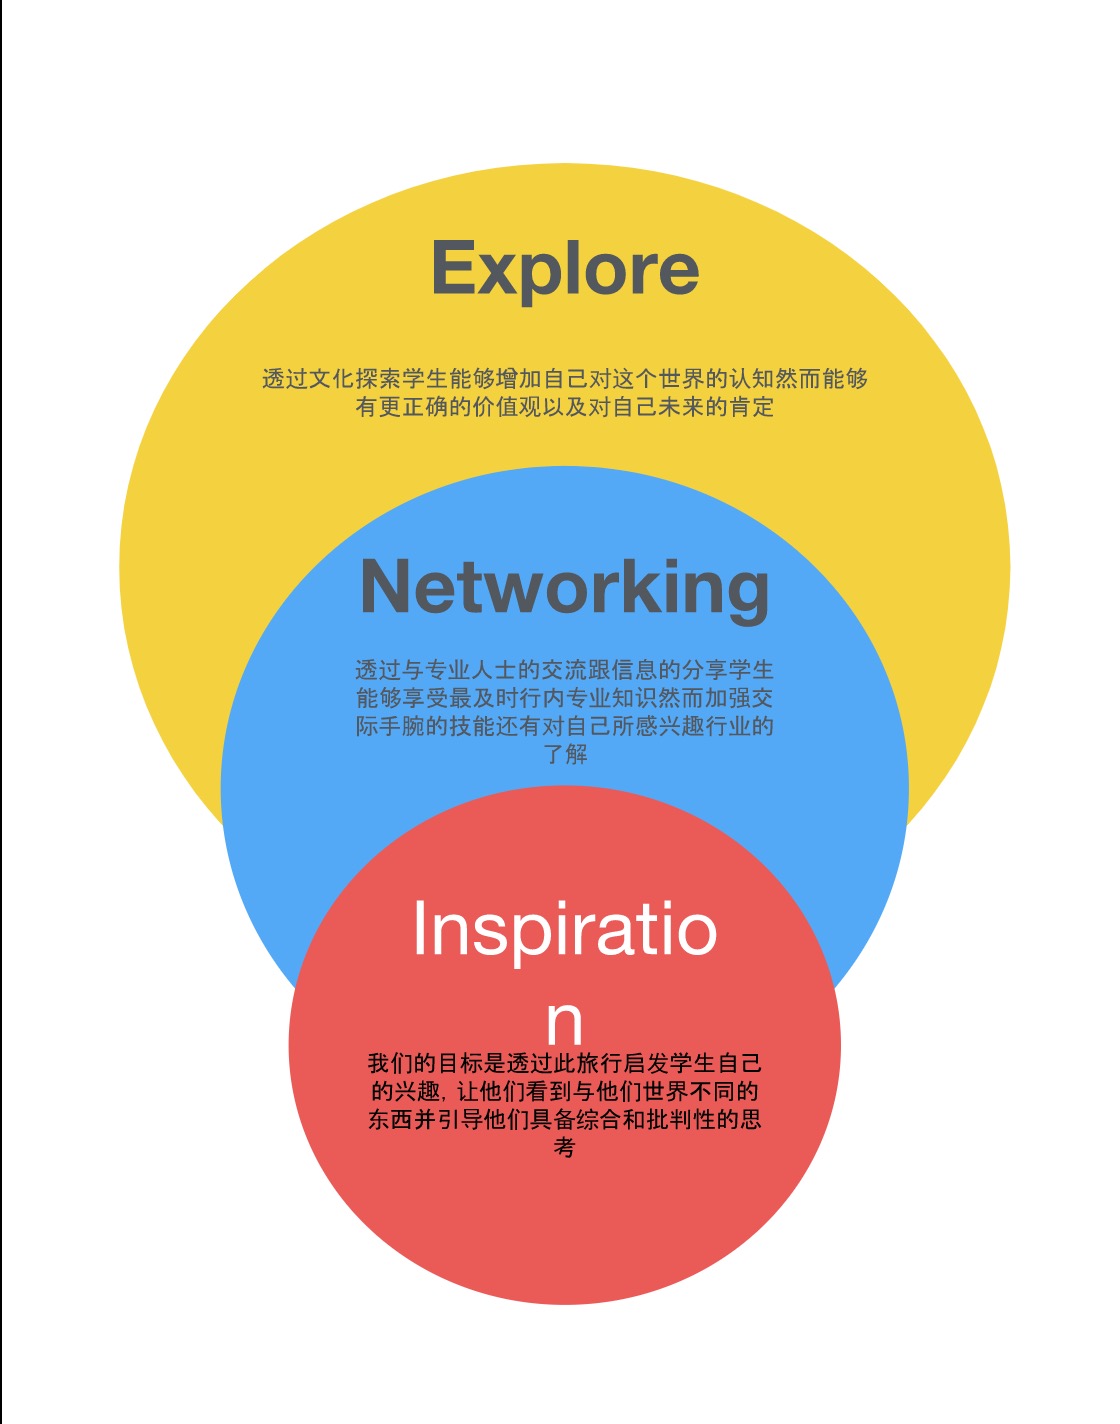 Explore
透过文化探索学生能够增加自己对这个世界的认知然而能够
有更正确的价值观以及对自己未来的肯定
Networking
透过与专业人士的交流跟信息的分享学生
能够享受最及时行内专业知识然而加强交
际手腕的技能还有对自己所感兴趣行业的
了解
Inspiratio
n
我们的目标是透过此旅行启发学生自己
的兴趣, 让他们看到与他们世界不同的
东西并引导他们具备综合和批判性的思
考